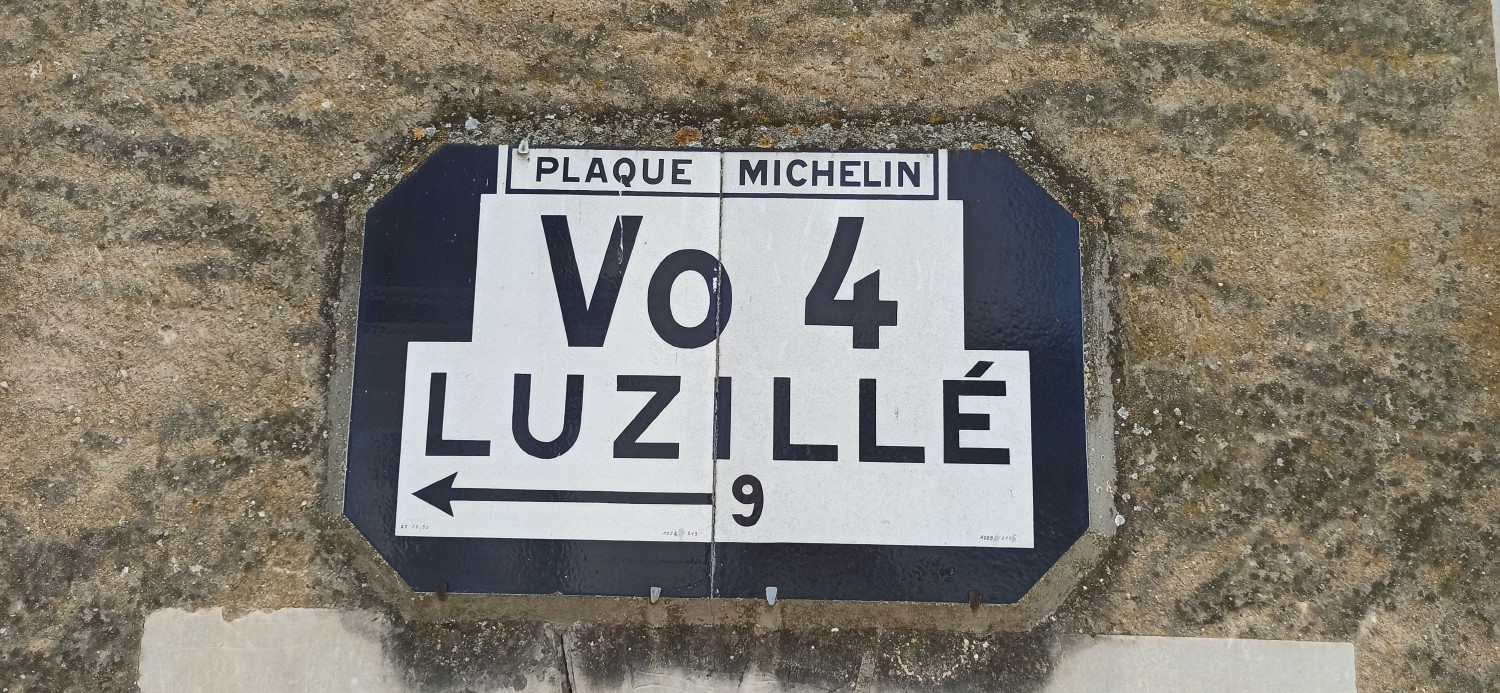 PLAQUE MICHELIN
Vo 4
LUZILLÉ
9